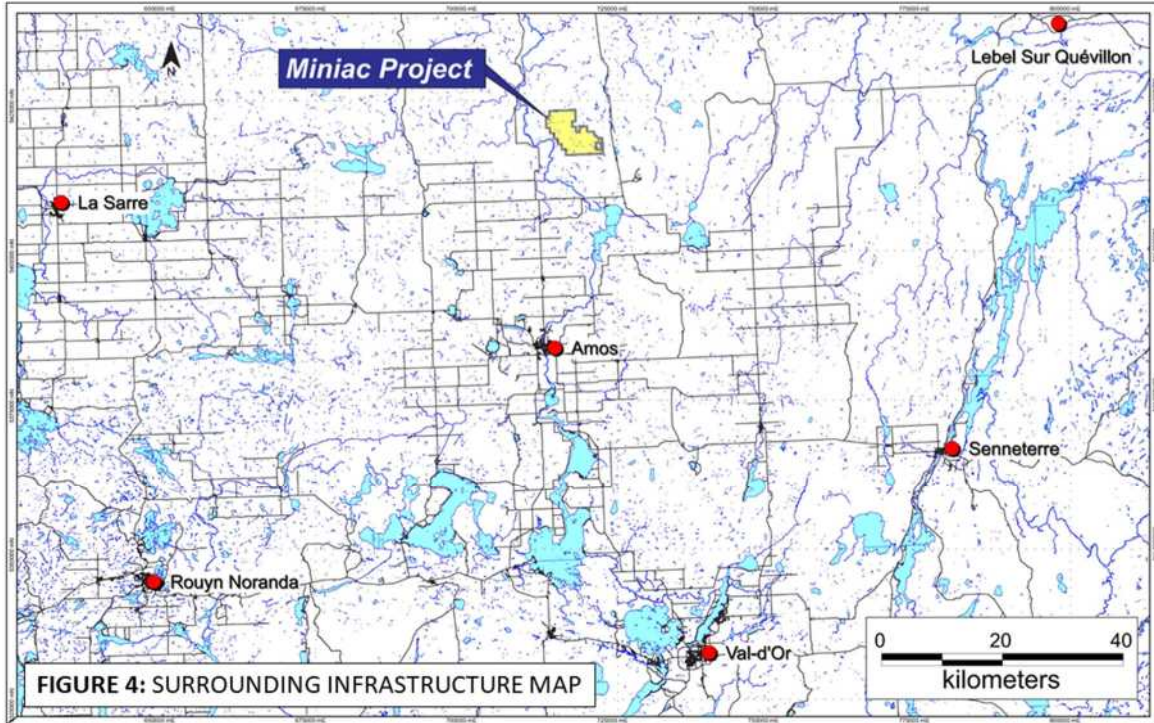 Miniac Project
N
Lebel Sur Quévillon
La Sarre
Amos
Senneterre
Rouyn Noranda
Val-d'Or
0 20 40
kilometers
FIGURE 4: SURROUNDING INFRASTRUCTURE MAP